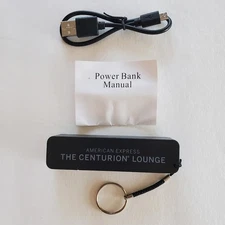 Power Bank
Manual
AMERICAN EXPRESS
THE CENTURION® LOUNGE